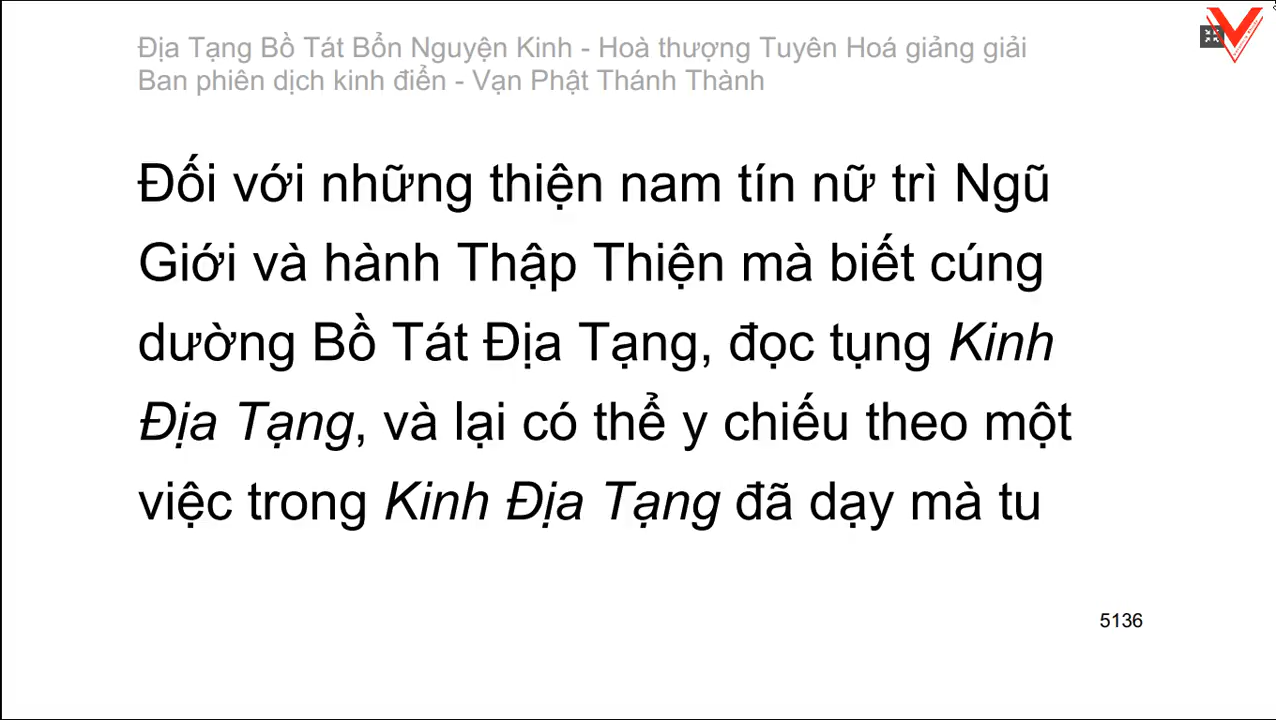 Địa Tạng Bồ Tát Bổn Nguyện Kinh - Hoà thượng Tuyên Hoá giảng giải
Ban phiên dịch kinh điển - Vạn Phật Thánh Thành
Đối với những thiện nam tín nữ trì Ngũ
Giới và hành Thập Thiện mà biết cúng
dường Bồ Tát Địa Tạng, đọc tụng Kinh
Địa Tạng, và lại có thể y chiếu theo một
việc trong Kinh Địa Tạng đã dạy mà tu
5136